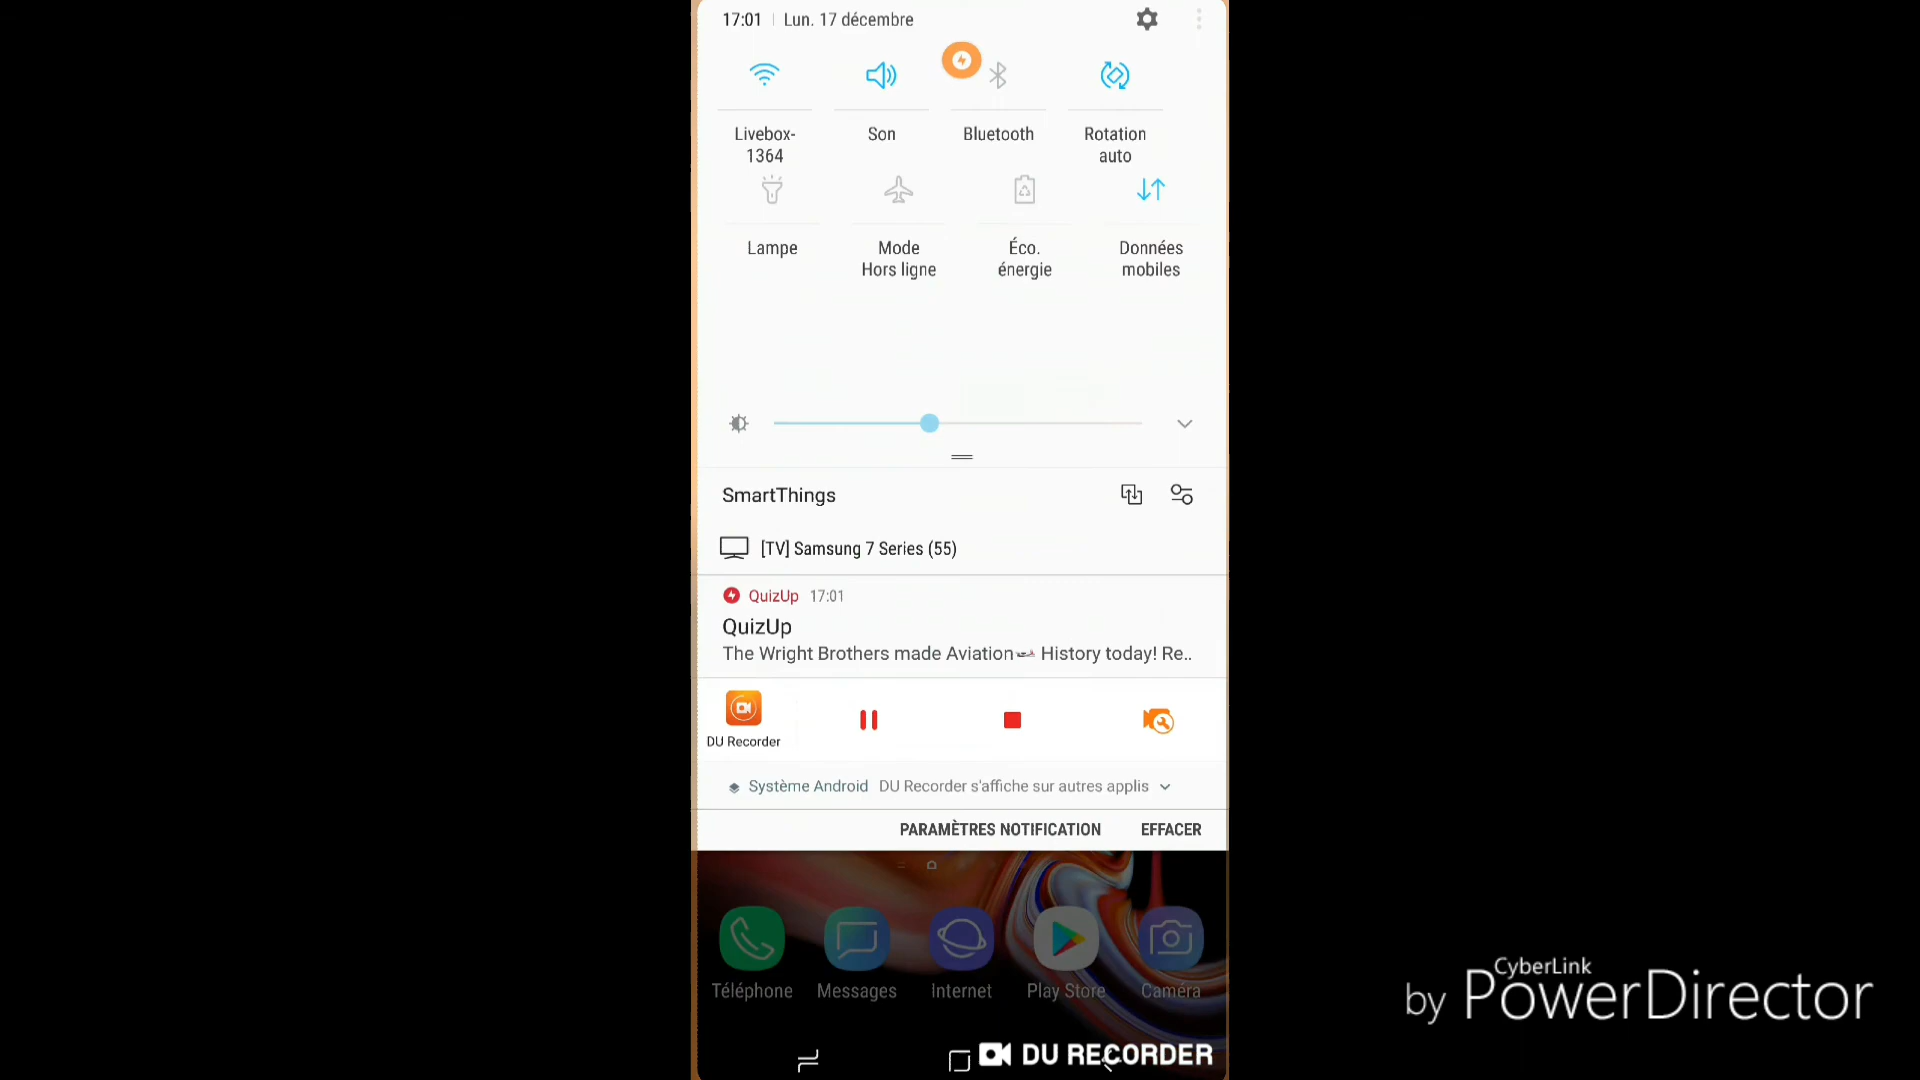 17:01 | Lun. 17 décembre
Livebox-
1364
Son
Bluetooth
Rotation
auto
Lampe
Mode
Hors ligne
Éco.
énergie
Données
mobiles
SmartThings
[TV] Samsung 7 Series (55)
QuizUp 17:01
QuizUp
The Wright Brothers made Aviation🛩 History today! Re..
DU Recorder
Système Android DU Recorder s'affiche sur autres applis
PARAMÈTRES NOTIFICATION EFFACER
Téléphone Messages Internet Play Store Caméra
DU RECORDER
CyberLink
by PowerDirector